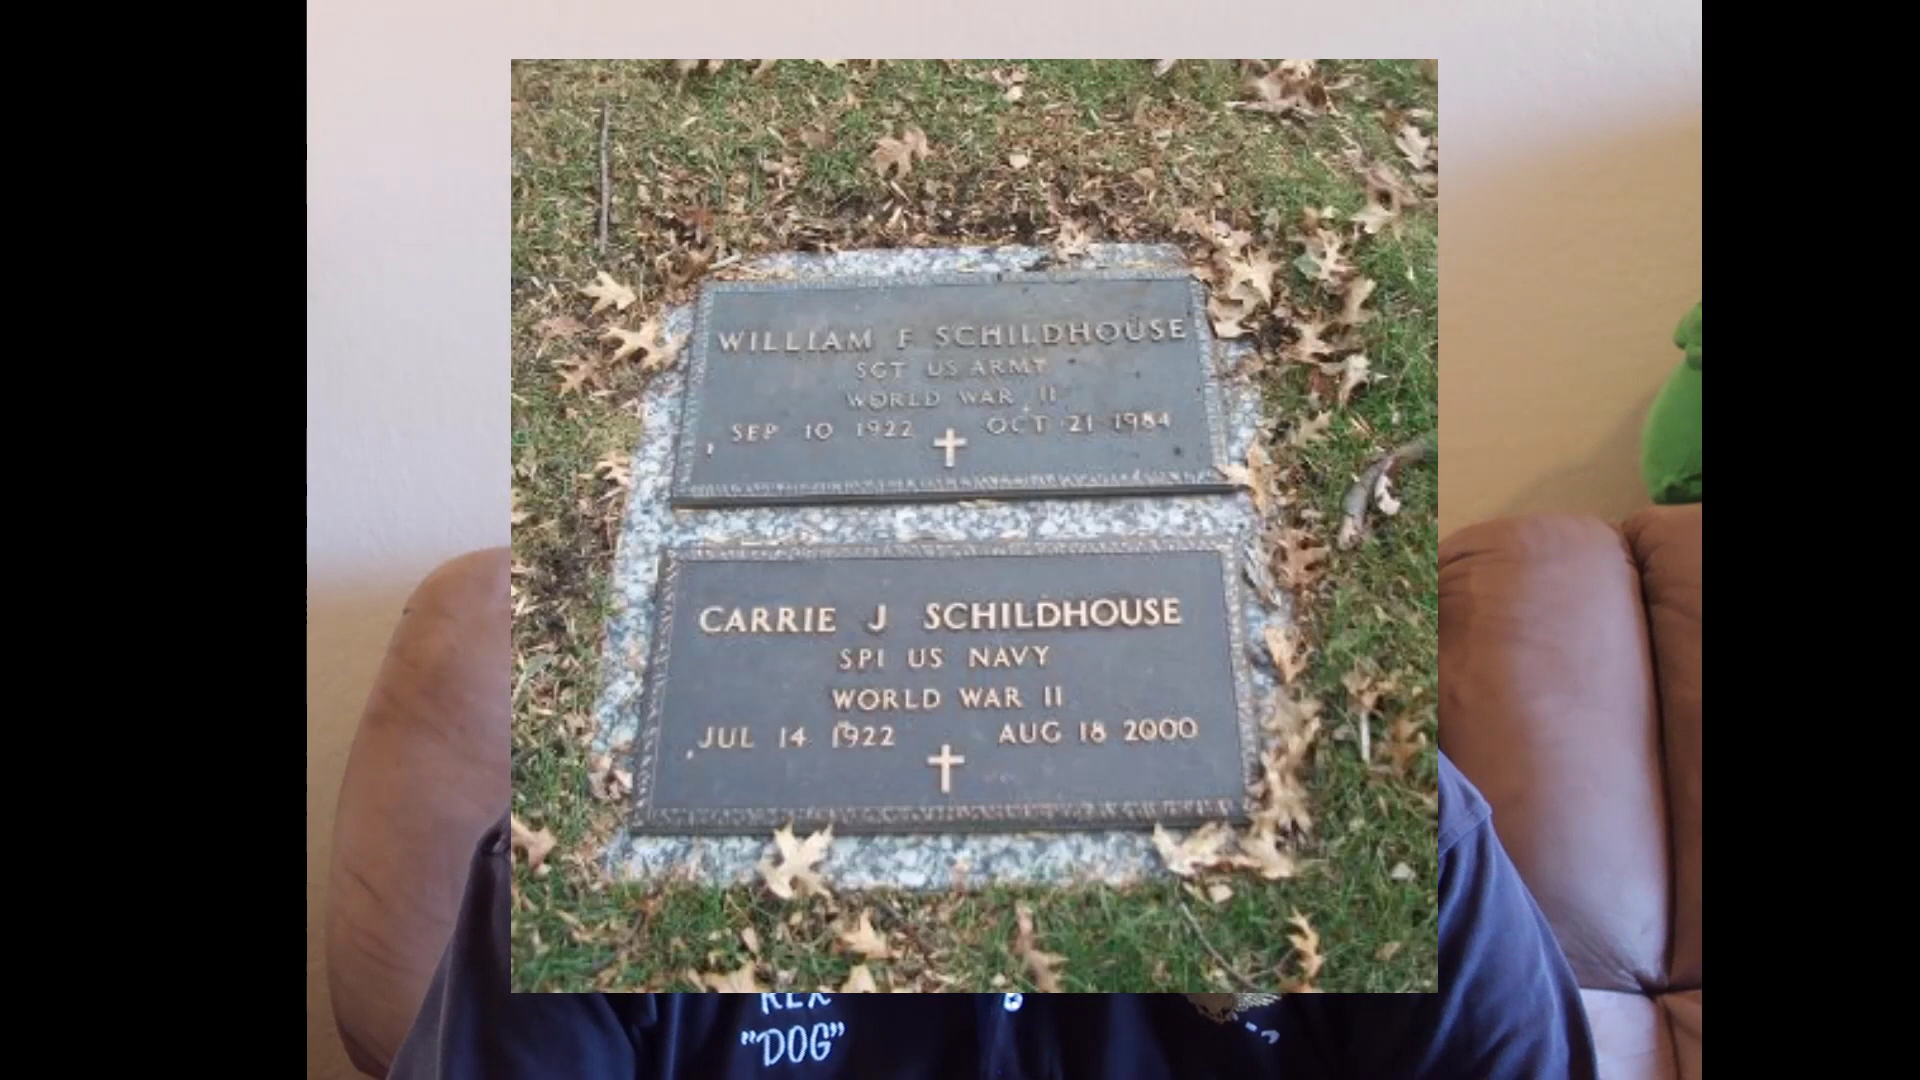 WILLIAM F SCHILDHOUSE
SGT US ARMY
WORLD WAR II
SEP 10 1922 OCT 21 1984
CARRIE J SCHILDHOUSE
SP1 US NAVY
WORLD WAR II
JUL 14 1922 AUG 18 2000
REX
"DOG"